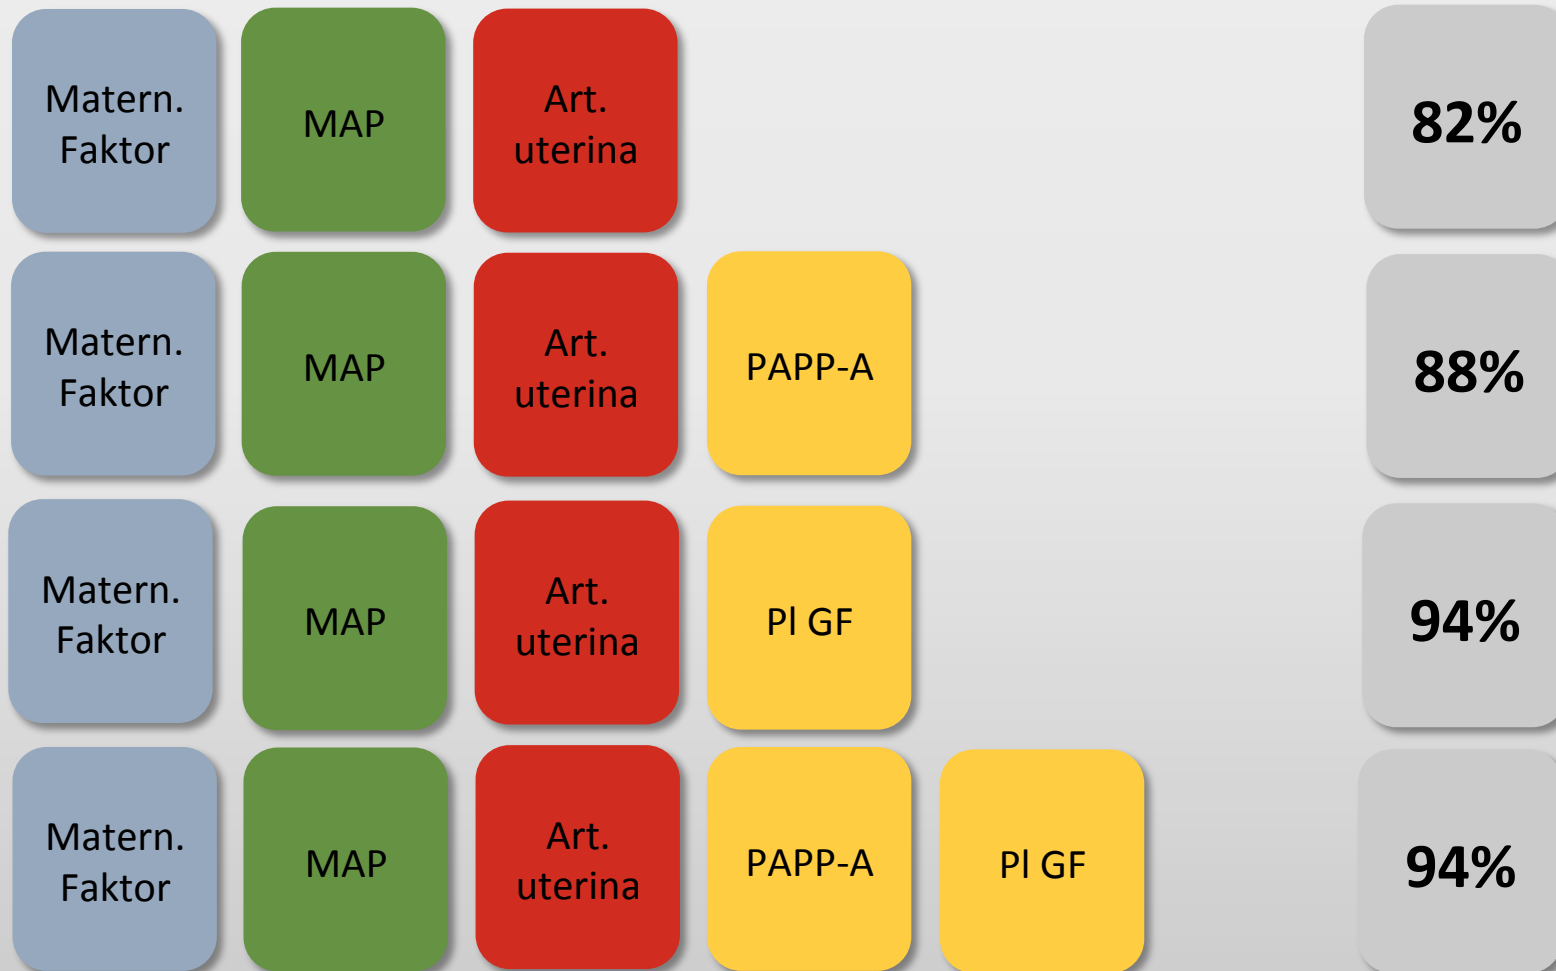 Matern.
Faktor
MAP
Art.
uterina
82%
Matern.
Faktor
MAP
Art.
uterina
PAPP-A
88%
Matern.
Faktor
MAP
Art.
uterina
Pl GF
94%
Matern.
Faktor
MAP
Art.
uterina
PAPP-A
Pl GF
94%